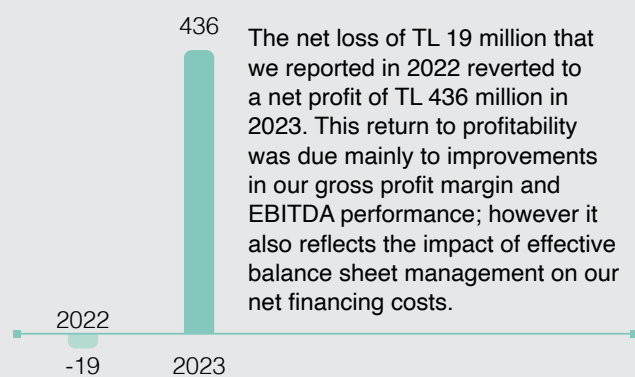 436
The net loss of TL 19 million that
we reported in 2022 reverted to
a net profit of TL 436 million in
2023. This return to profitability
was due mainly to improvements
in our gross profit margin and
EBITDA performance; however it
also reflects the impact of effective
balance sheet management on our
net financing costs.
2022
-19
2023